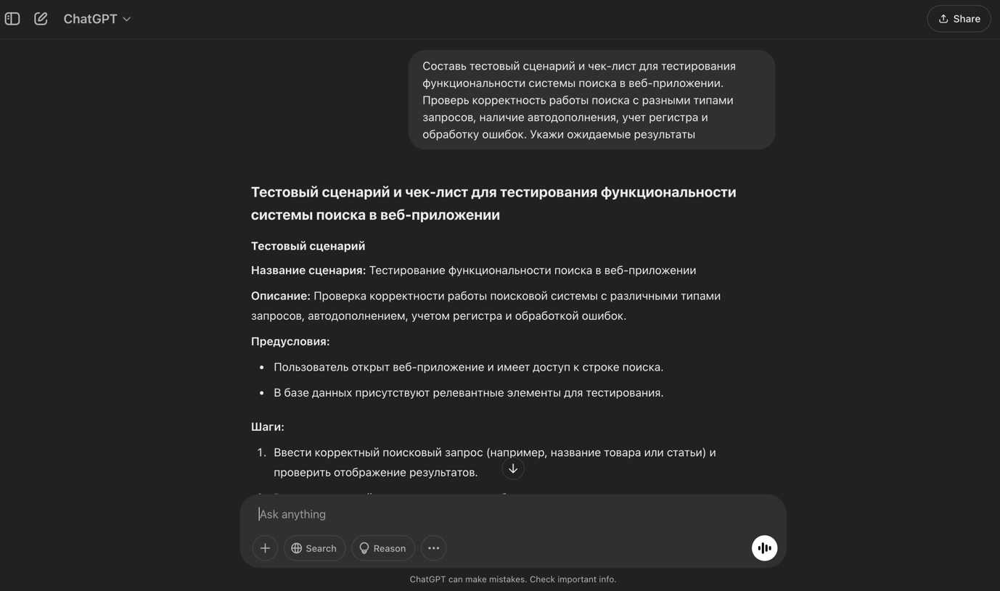 ChatGPT
Share
Составь тестовый сценарий и чек-лист для тестирования
функциональности системы поиска в веб-приложении.
Проверь корректность работы поиска с разными типами
запросов, наличие автодополнения, учет регистра и
обработку ошибок. Укажи ожидаемые результаты
Тестовый сценарий и чек-лист для тестирования функциональности
системы поиска в веб-приложении
Тестовый сценарий
Название сценария: Тестирование функциональности поиска в веб-приложении
Описание: Проверка корректности работы поисковой системы с различными типами
запросов, автодополнением, учетом регистра и обработкой ошибок.
Предусловия:
• Пользователь открыт веб-приложение и имеет доступ к строке поиска.
• В базе данных присутствуют релевантные элементы для тестирования.
Шаги:
1. Ввести корректный поисковый запрос (например, название товара или статьи) и
проверить отображение результатов.
Ask anything
Search
Reason
ChatGPT can make mistakes. Check important info.